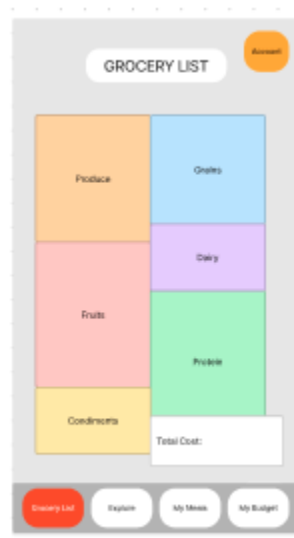 Account
GROCERY LIST
Produce
Grains
Dairy
Fruits
Protein
Condiments
Total Cost:
Grocery List
Explore
My Meals
My Budget